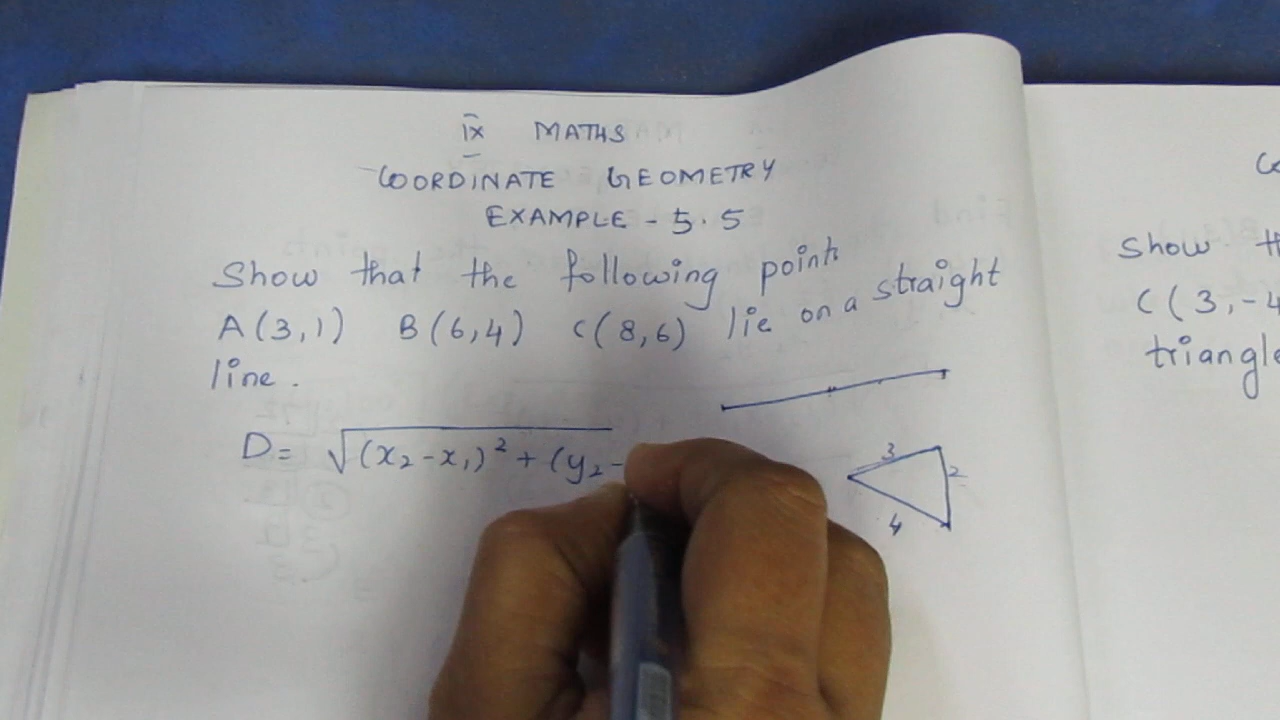 IX MATHS
COORDINATE GEOMETRY
EXAMPLE - 5.5
Show that the following points
A(3,1) B(6,4) C(8,6) lie on a straight
line.
D = √(x₂-x₁)² + (y₂-
3
2
4
Show
C(3,-4
triangle